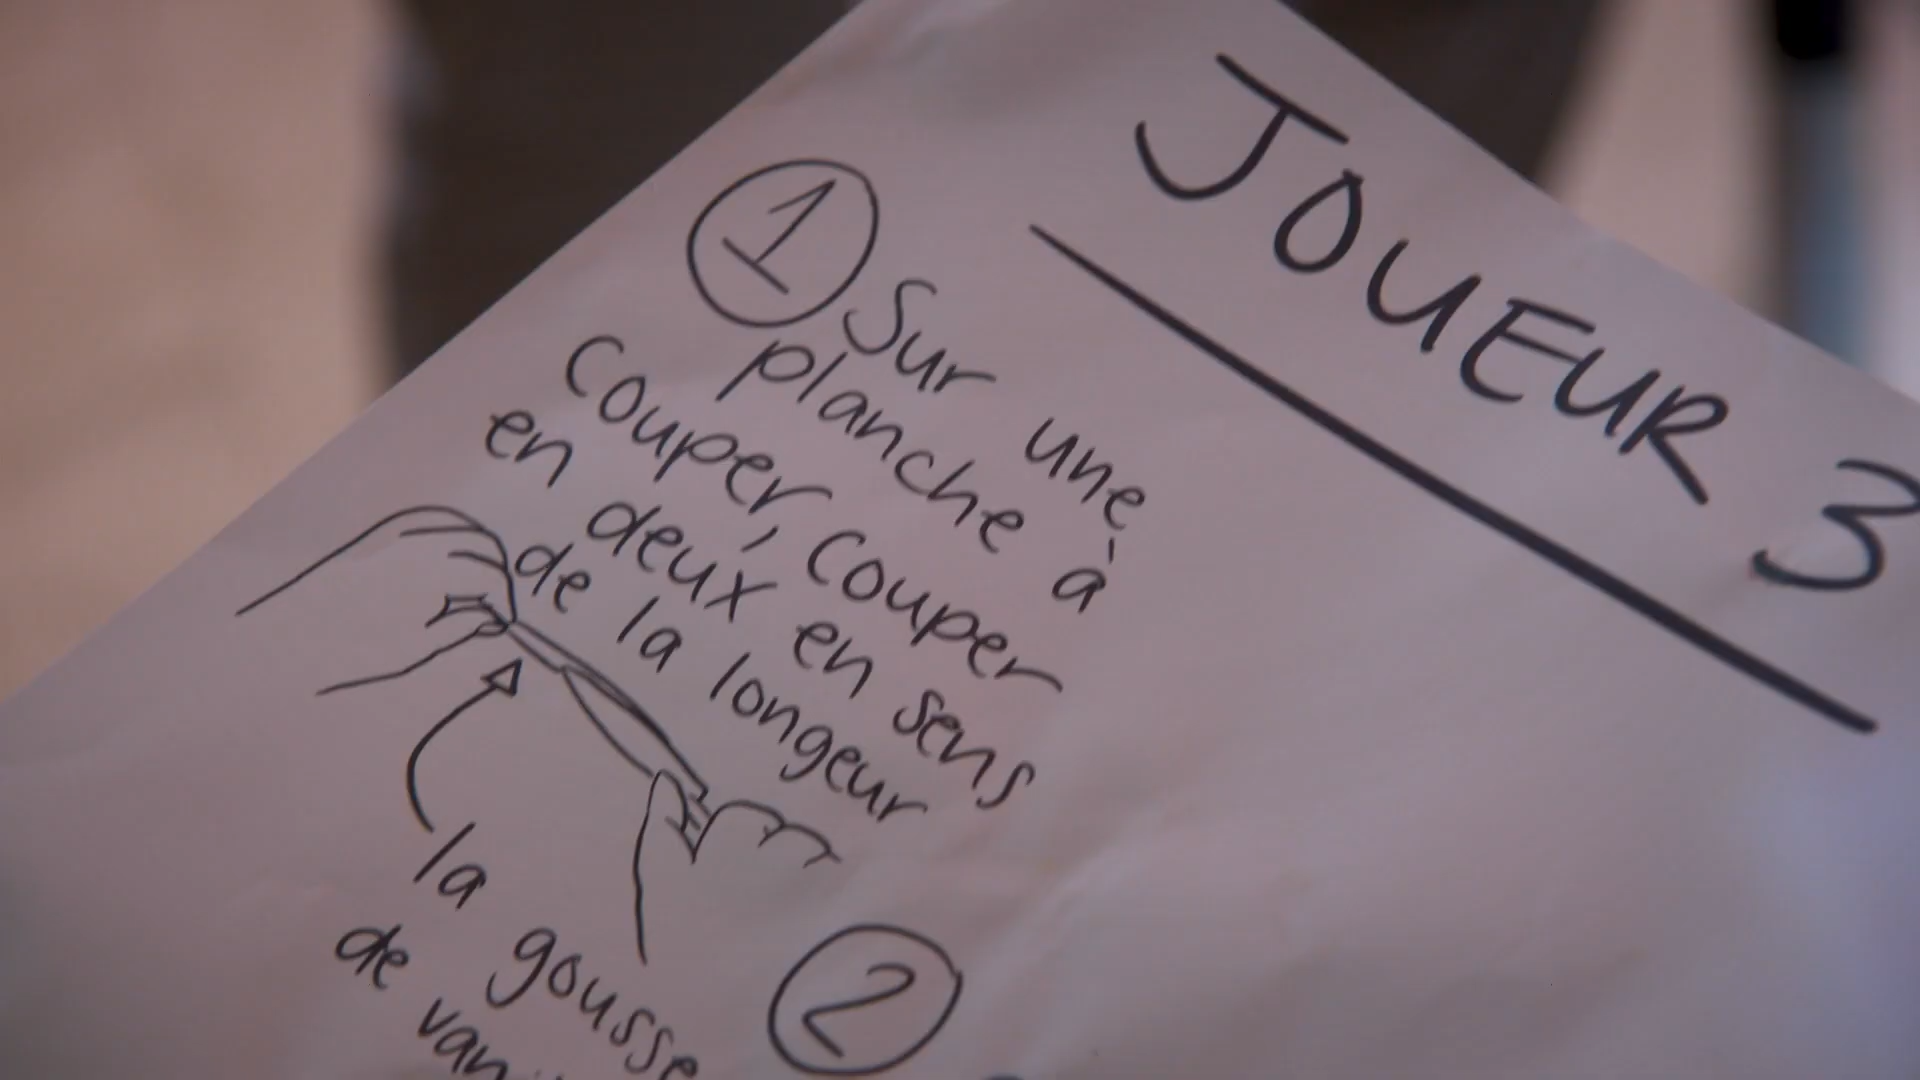 JOUEUR 3
1 Sur une
planche à
couper, couper
en deux en sens
de la longeur
la gousse
de
2